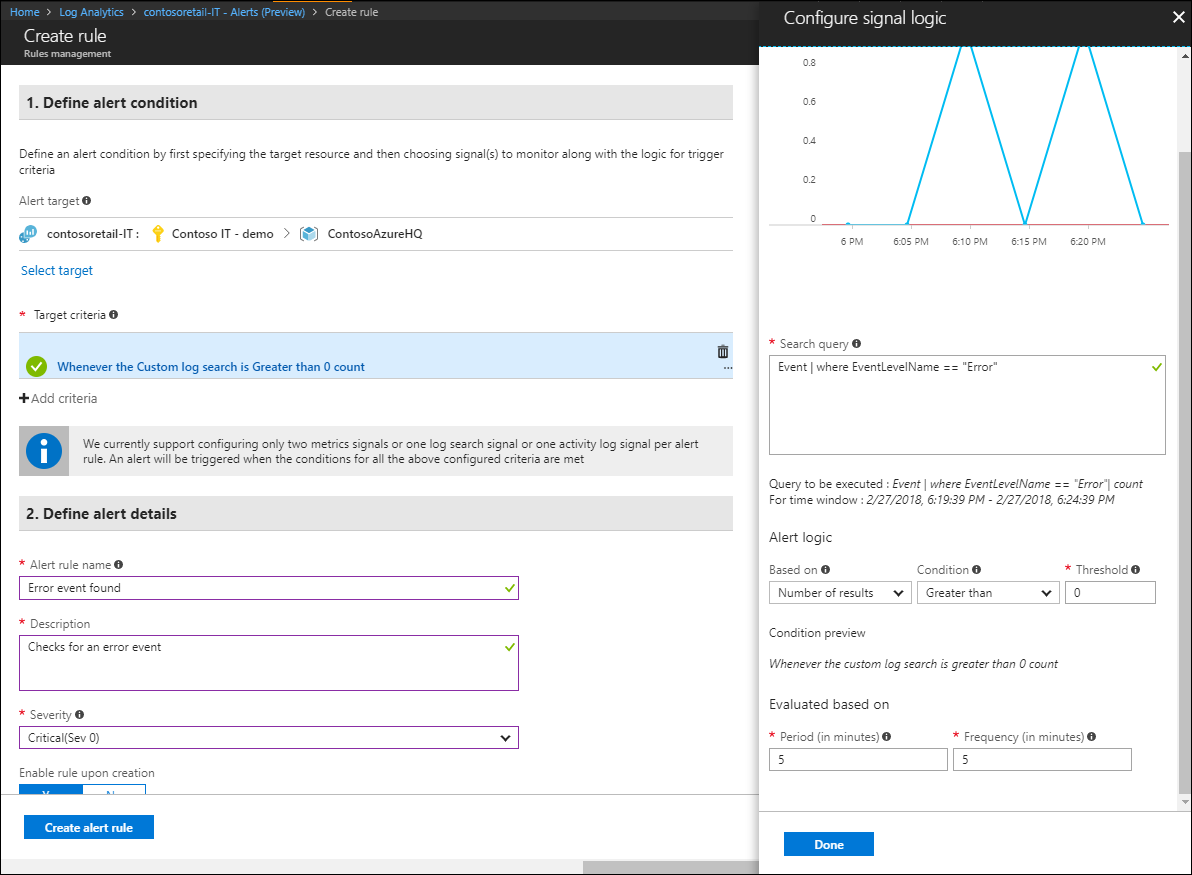 Home > Log Analytics > contosoretail-IT - Alerts (Preview) > Create rule
Create rule
Rules management
1. Define alert condition
Define an alert condition by first specifying the target resource and then choosing signal(s) to monitor along with the logic for trigger
criteria
Alert target
contosoretail-IT : Contoso IT - demo > ContosoAzureHQ
Select target
* Target criteria
Whenever the Custom log search is Greater than 0 count
...
+Add criteria
We currently support configuring only two metrics signals or one log search signal or one activity log signal per alert
rule. An alert will be triggered when the conditions for all the above configured criteria are met
2. Define alert details
* Alert rule name
Error event found
* Description
Checks for an error event
* Severity
Critical(Sev 0)
Enable rule upon creation
Create alert rule
Configure signal logic
0.8
0.6
0.4
0.2
0
6 PM 6:05 PM 6:10 PM 6:15 PM 6:20 PM
* Search query
Event | where EventLevelName == "Error"
Query to be executed : Event | where EventLevelName == "Error"| count
For time window : 2/27/2018, 6:19:39 PM - 2/27/2018, 6:24:39 PM
Alert logic
Based on Condition * Threshold
Number of results Greater than 0
Condition preview
Whenever the custom log search is greater than 0 count
Evaluated based on
* Period (in minutes) * Frequency (in minutes)
5 5
Done